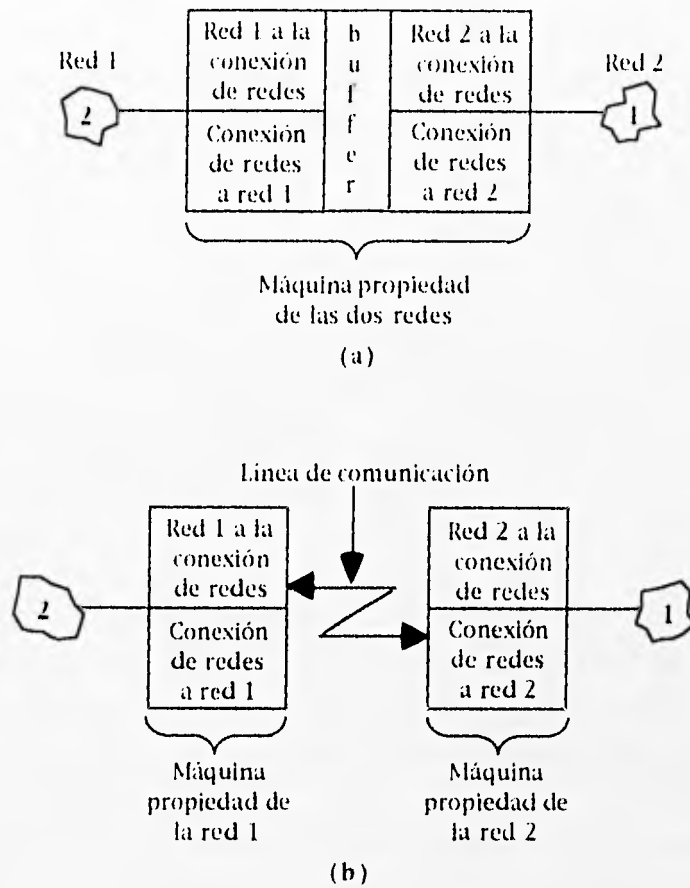 Red 1
2
Red 1 a la
conexión
de redes
Conexión
de redes
a red 1
b
u
f
f
e
r
Red 2 a la
conexión
de redes
Conexión
de redes
a red 2
Red 2
1
Máquina propiedad
de las dos redes
(a)
Línea de comunicación
2
Red 1 a la
conexión
de redes
Conexión
de redes
a red 1
Red 2 a la
conexión
de redes
Conexión
de redes
a red 2
1
Máquina
propiedad de
la red 1
Máquina
propiedad de
la red 2
(b)